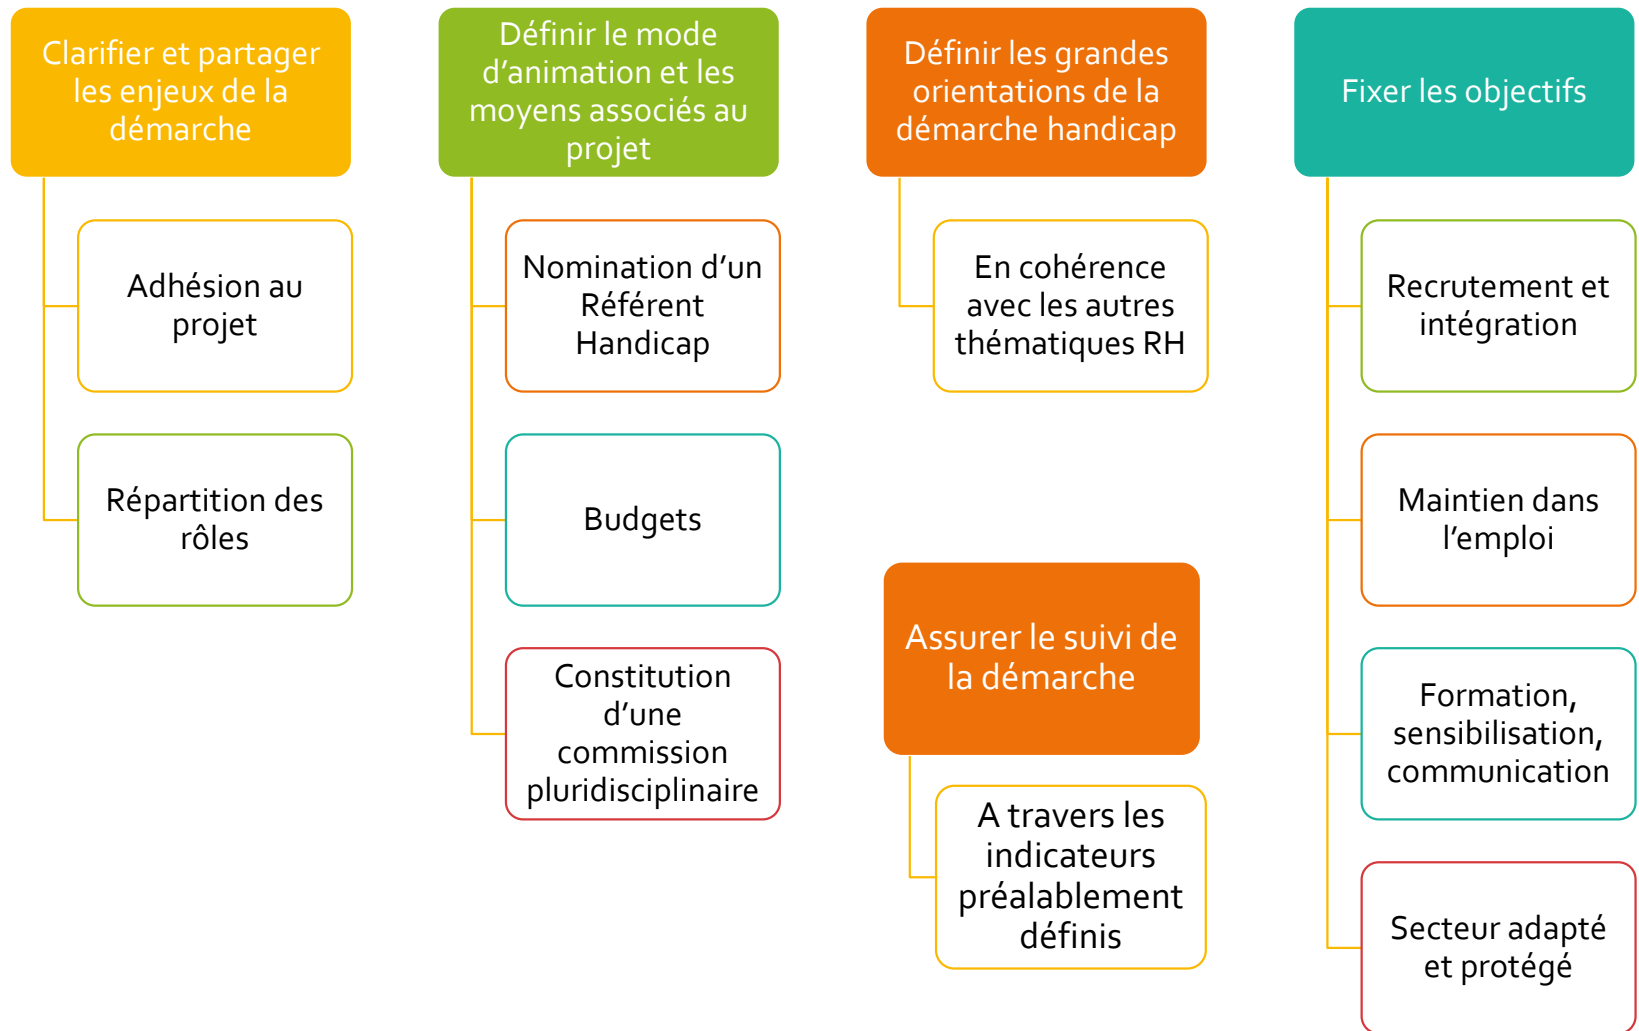 Clarifier et partager
les enjeux de la
démarche
Adhésion au
projet
Répartition des
rôles
Définir le mode
d’animation et les
moyens associés au
projet
Nomination d’un
Référent
Handicap
Budgets
Constitution
d’une
commission
pluridisciplinaire
Définir les grandes
orientations de la
démarche handicap
En cohérence
avec les autres
thématiques RH
Assurer le suivi de
la démarche
A travers les
indicateurs
préalablement
définis
Fixer les objectifs
Recrutement et
intégration
Maintien dans
l’emploi
Formation,
sensibilisation,
communication
Secteur adapté
et protégé